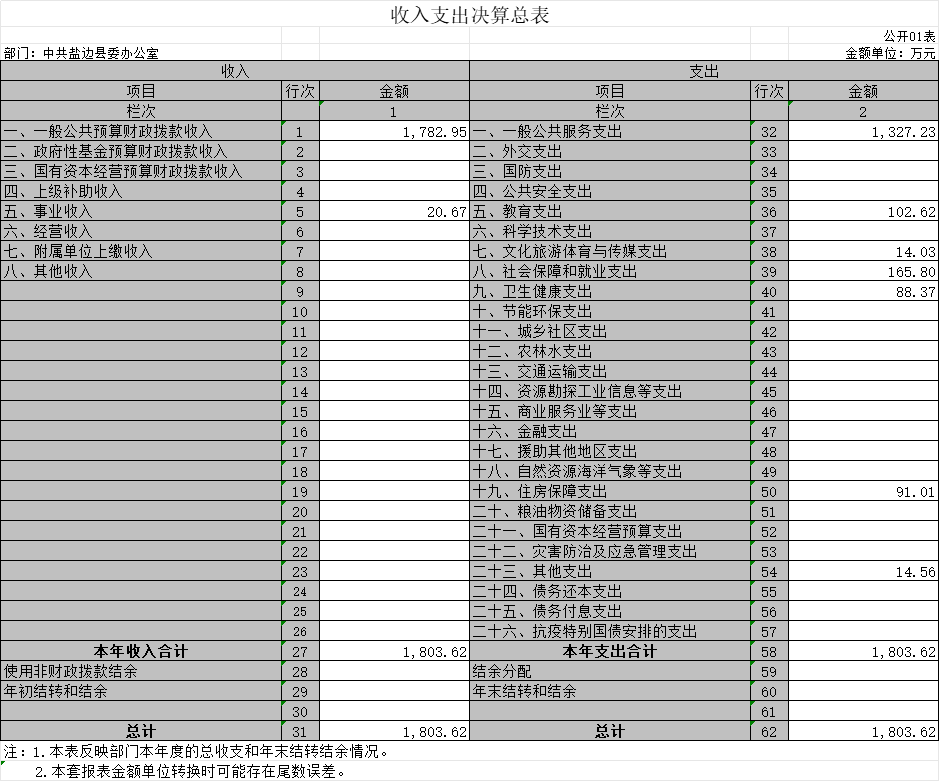 收入支出决算总表
公开01表
部门：中共盐边县委办公室 金额单位：万元
收入 支出
项目 行次 金额 项目 行次 金额
栏次 1 栏次 2
一、一般公共预算财政拨款收入 1 1,782.95 一、一般公共服务支出 32 1,327.23
二、政府性基金预算财政拨款收入 2 二、外交支出 33
三、国有资本经营预算财政拨款收入 3 三、国防支出 34
四、上级补助收入 4 四、公共安全支出 35
五、事业收入 5 20.67 五、教育支出 36 102.62
六、经营收入 6 六、科学技术支出 37
七、附属单位上缴收入 7 七、文化旅游体育与传媒支出 38 14.03
八、其他收入 8 八、社会保障和就业支出 39 165.80
9 九、卫生健康支出 40 88.37
10 十、节能环保支出 41
11 十一、城乡社区支出 42
12 十二、农林水支出 43
13 十三、交通运输支出 44
14 十四、资源勘探工业信息等支出 45
15 十五、商业服务业等支出 46
16 十六、金融支出 47
17 十七、援助其他地区支出 48
18 十八、自然资源海洋气象等支出 49
19 十九、住房保障支出 50 91.01
20 二十、粮油物资储备支出 51
21 二十一、国有资本经营预算支出 52
22 二十二、灾害防治及应急管理支出 53
23 二十三、其他支出 54 14.56
24 二十四、债务还本支出 55
25 二十五、债务付息支出 56
26 二十六、抗疫特别国债安排的支出 57
本年收入合计 27 1,803.62 本年支出合计 58 1,803.62
使用非财政拨款结余 28 结余分配 59
年初结转和结余 29 年末结转和结余 60
30 61
总计 31 1,803.62 总计 62 1,803.62
注：1.本表反映部门本年度的总收支和年末结转结余情况。
2.本套报表金额单位转换时可能存在尾数误差。